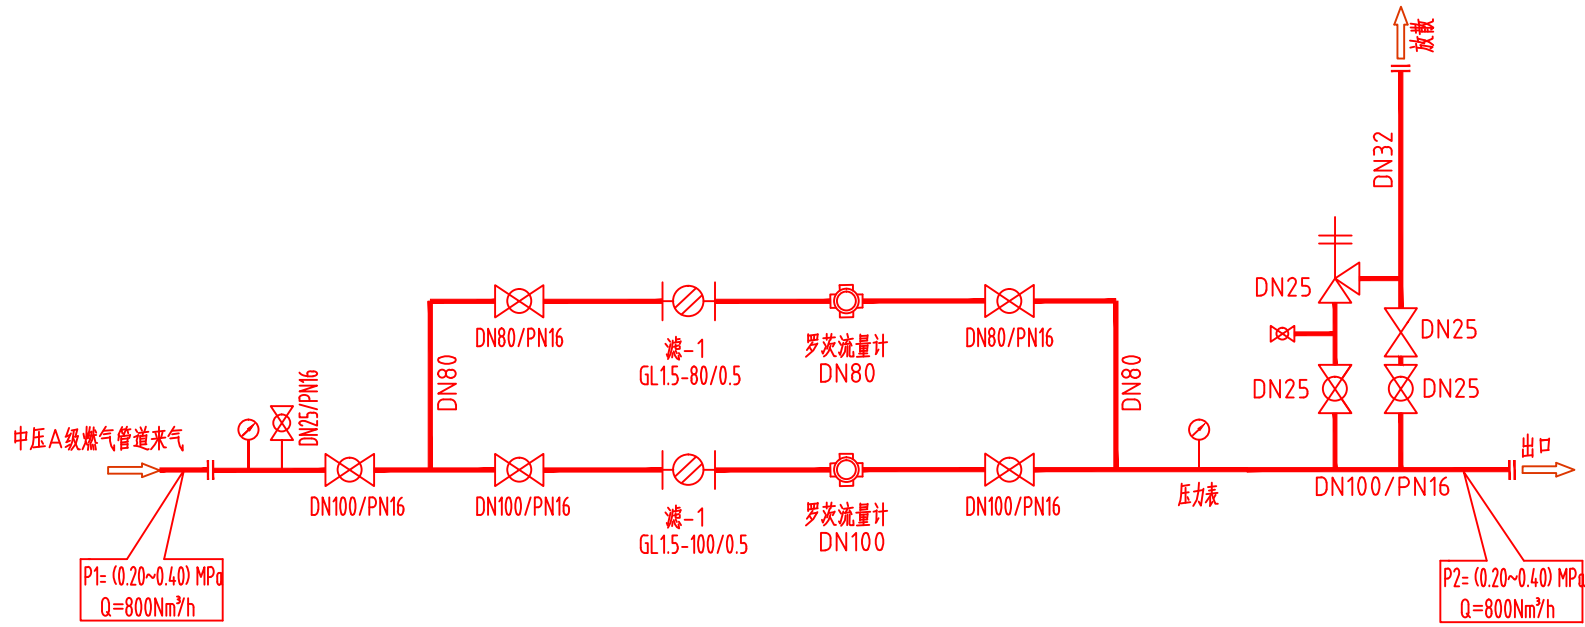 放散
DN32
DN25
DN25
DN25
DN25
DN80/PN16
滤-1
GL1.5-80/0.5
罗茨流量计
DN80
DN80/PN16
DN80
DN80
DN25/PN16
中压A级燃气管道来气
DN100/PN16
DN100/PN16
滤-1
GL1.5-100/0.5
罗茨流量计
DN100
DN100/PN16
压力表
DN100/PN16
出口
P1= (0.20~0.40) MPa
Q=800Nm³/h
P2= (0.20~0.40) MPa
Q=800Nm³/h